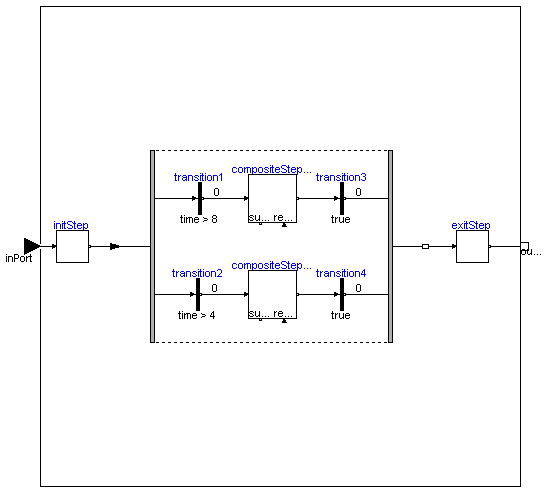 compositeStep...
transition1
transition3
0
0
su... re...
time > 8
true
initStep
exitStep
inPort
ou...
compositeStep...
transition2
transition4
0
0
su... re...
time > 4
true